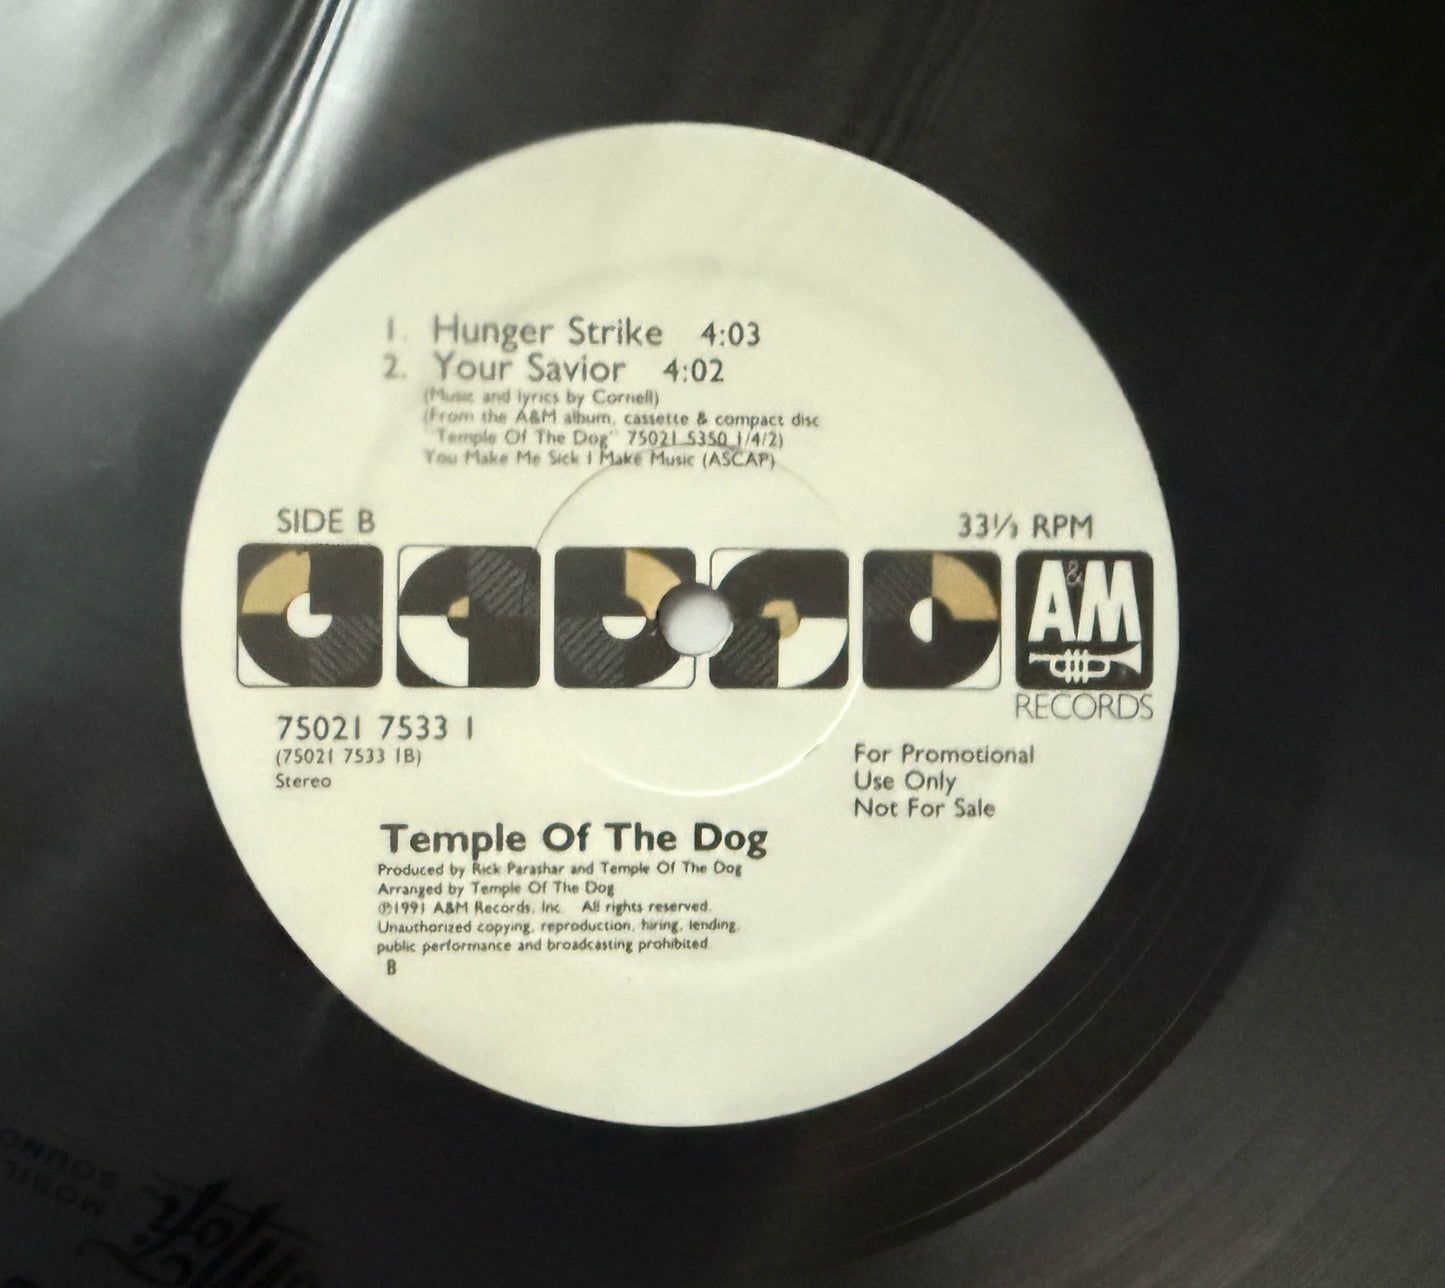 1. Hunger Strike 4:03
2. Your Savior 4:02
(Music and lyrics by Cornell)
(From the A&M album, cassette & compact disc
"Temple Of The Dog" 75021 5350 1/4/2)
You Make Me Sick I Make Music (ASCAP)
SIDE B
33⅓ RPM
A&M
RECORDS
75021 7533 1
(75021 7533 1B)
Stereo
For Promotional
Use Only
Not For Sale
Temple Of The Dog
Produced by Rick Parashar and Temple Of The Dog
Arranged by Temple Of The Dog
℗1991 A&M Records, Inc. All rights reserved.
Unauthorized copying, reproduction, hiring, lending,
public performance and broadcasting prohibited
B